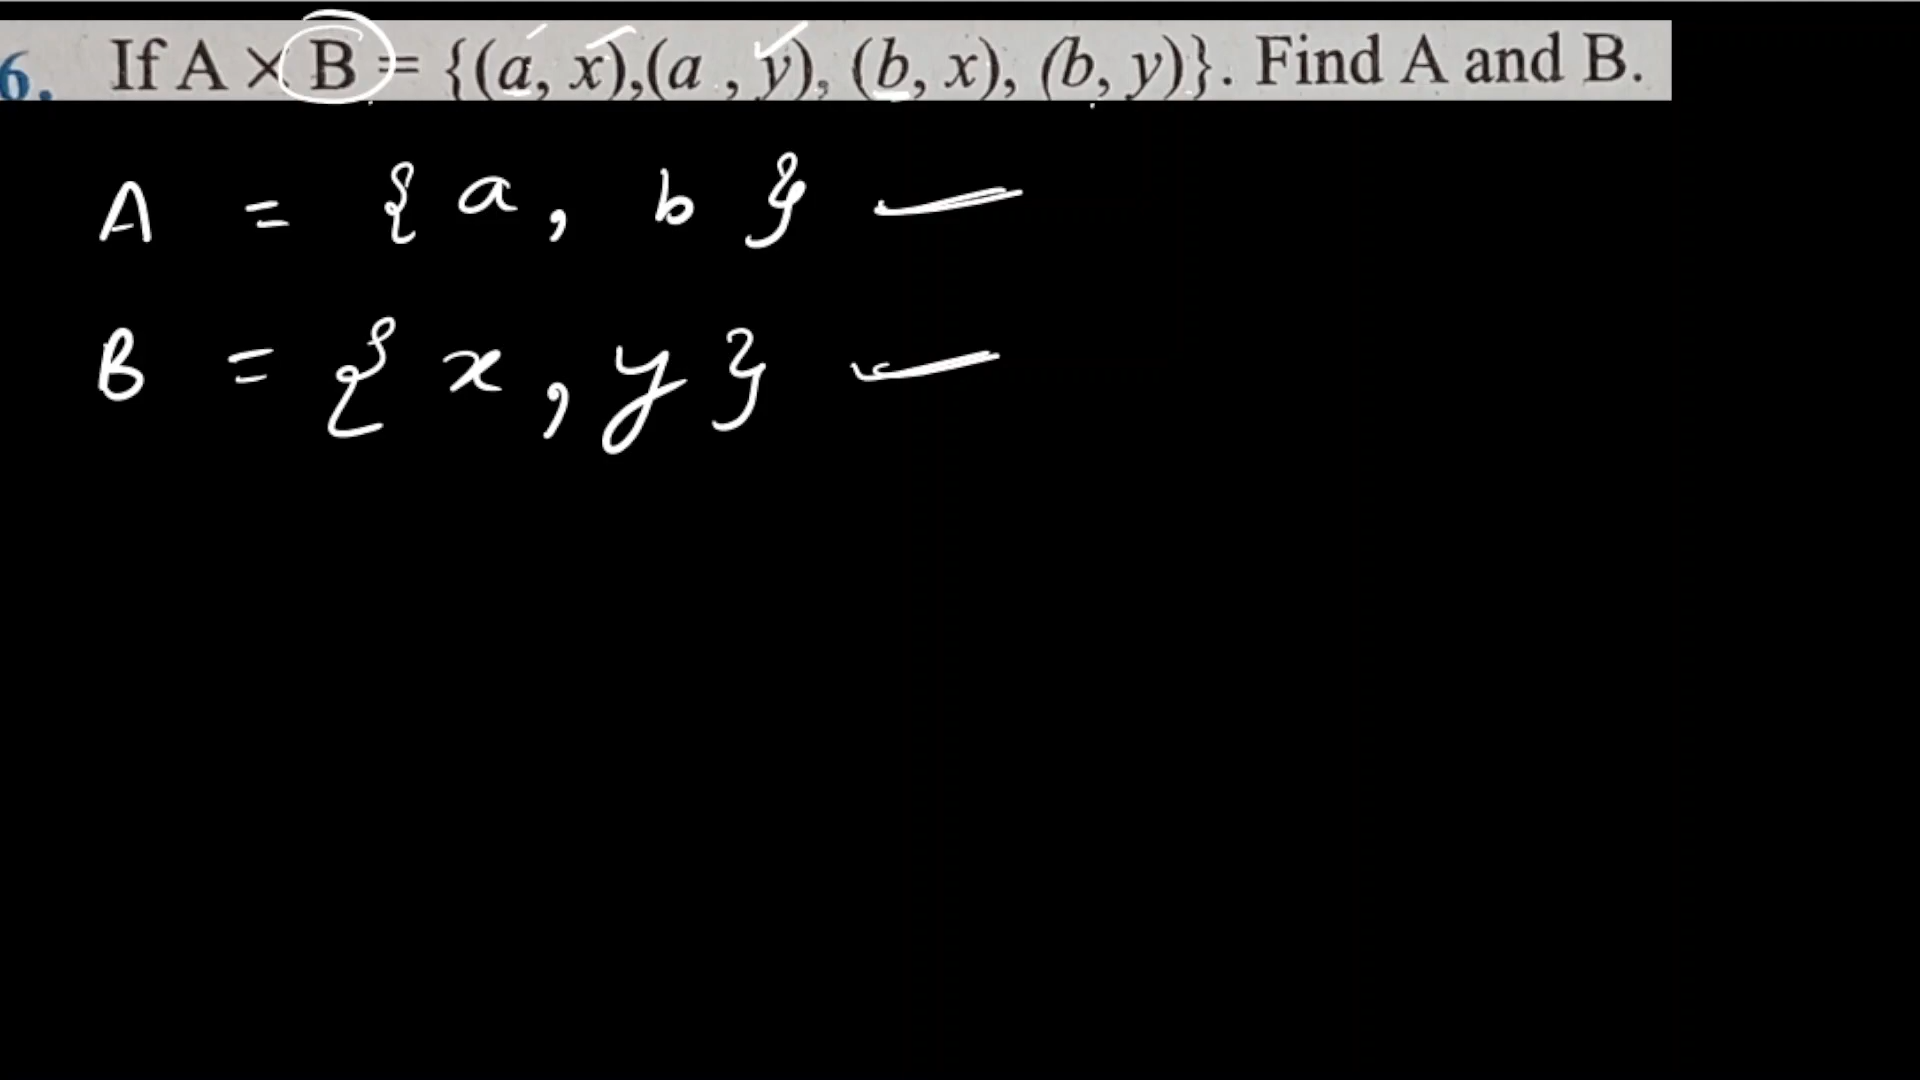 6. If A × B = {(a, x),(a , y), (b, x), (b, y)}. Find A and B.
A = {a, b}
B = {x, y}